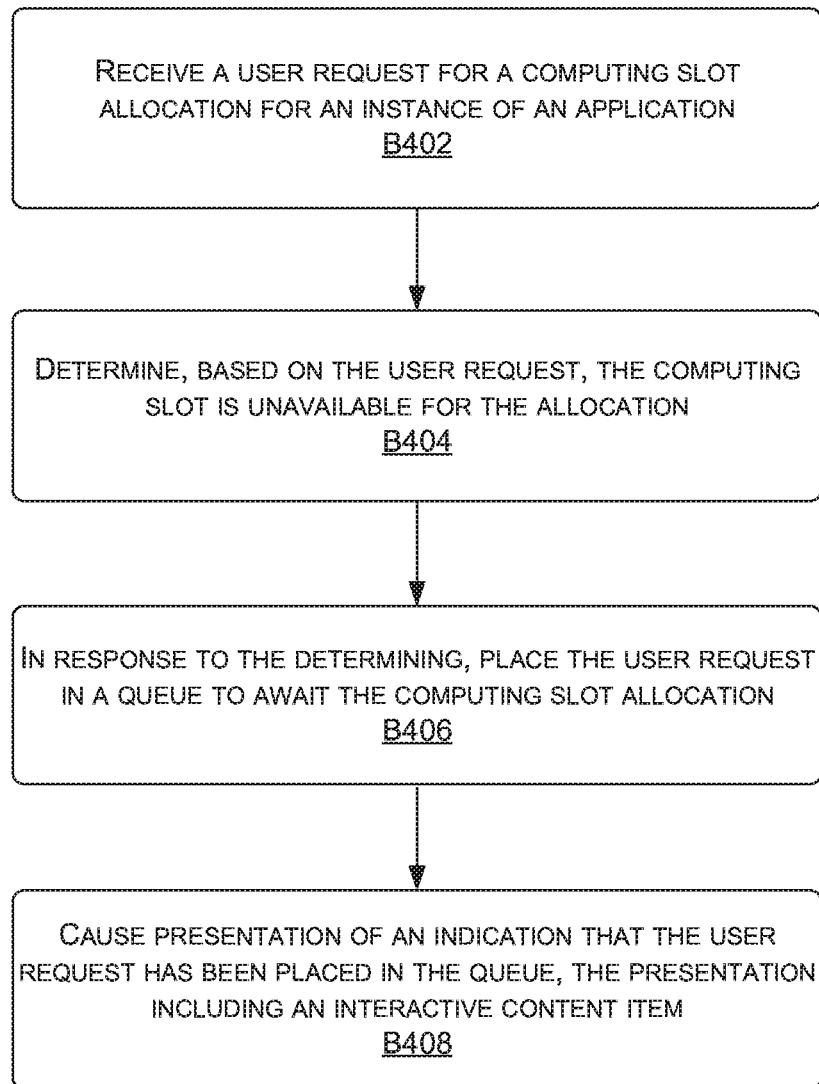 RECEIVE A USER REQUEST FOR A COMPUTING SLOT
ALLOCATION FOR AN INSTANCE OF AN APPLICATION
B402
DETERMINE, BASED ON THE USER REQUEST, THE COMPUTING
SLOT IS UNAVAILABLE FOR THE ALLOCATION
B404
IN RESPONSE TO THE DETERMINING, PLACE THE USER REQUEST
IN A QUEUE TO AWAIT THE COMPUTING SLOT ALLOCATION
B406
CAUSE PRESENTATION OF AN INDICATION THAT THE USER
REQUEST HAS BEEN PLACED IN THE QUEUE, THE PRESENTATION
INCLUDING AN INTERACTIVE CONTENT ITEM
B408